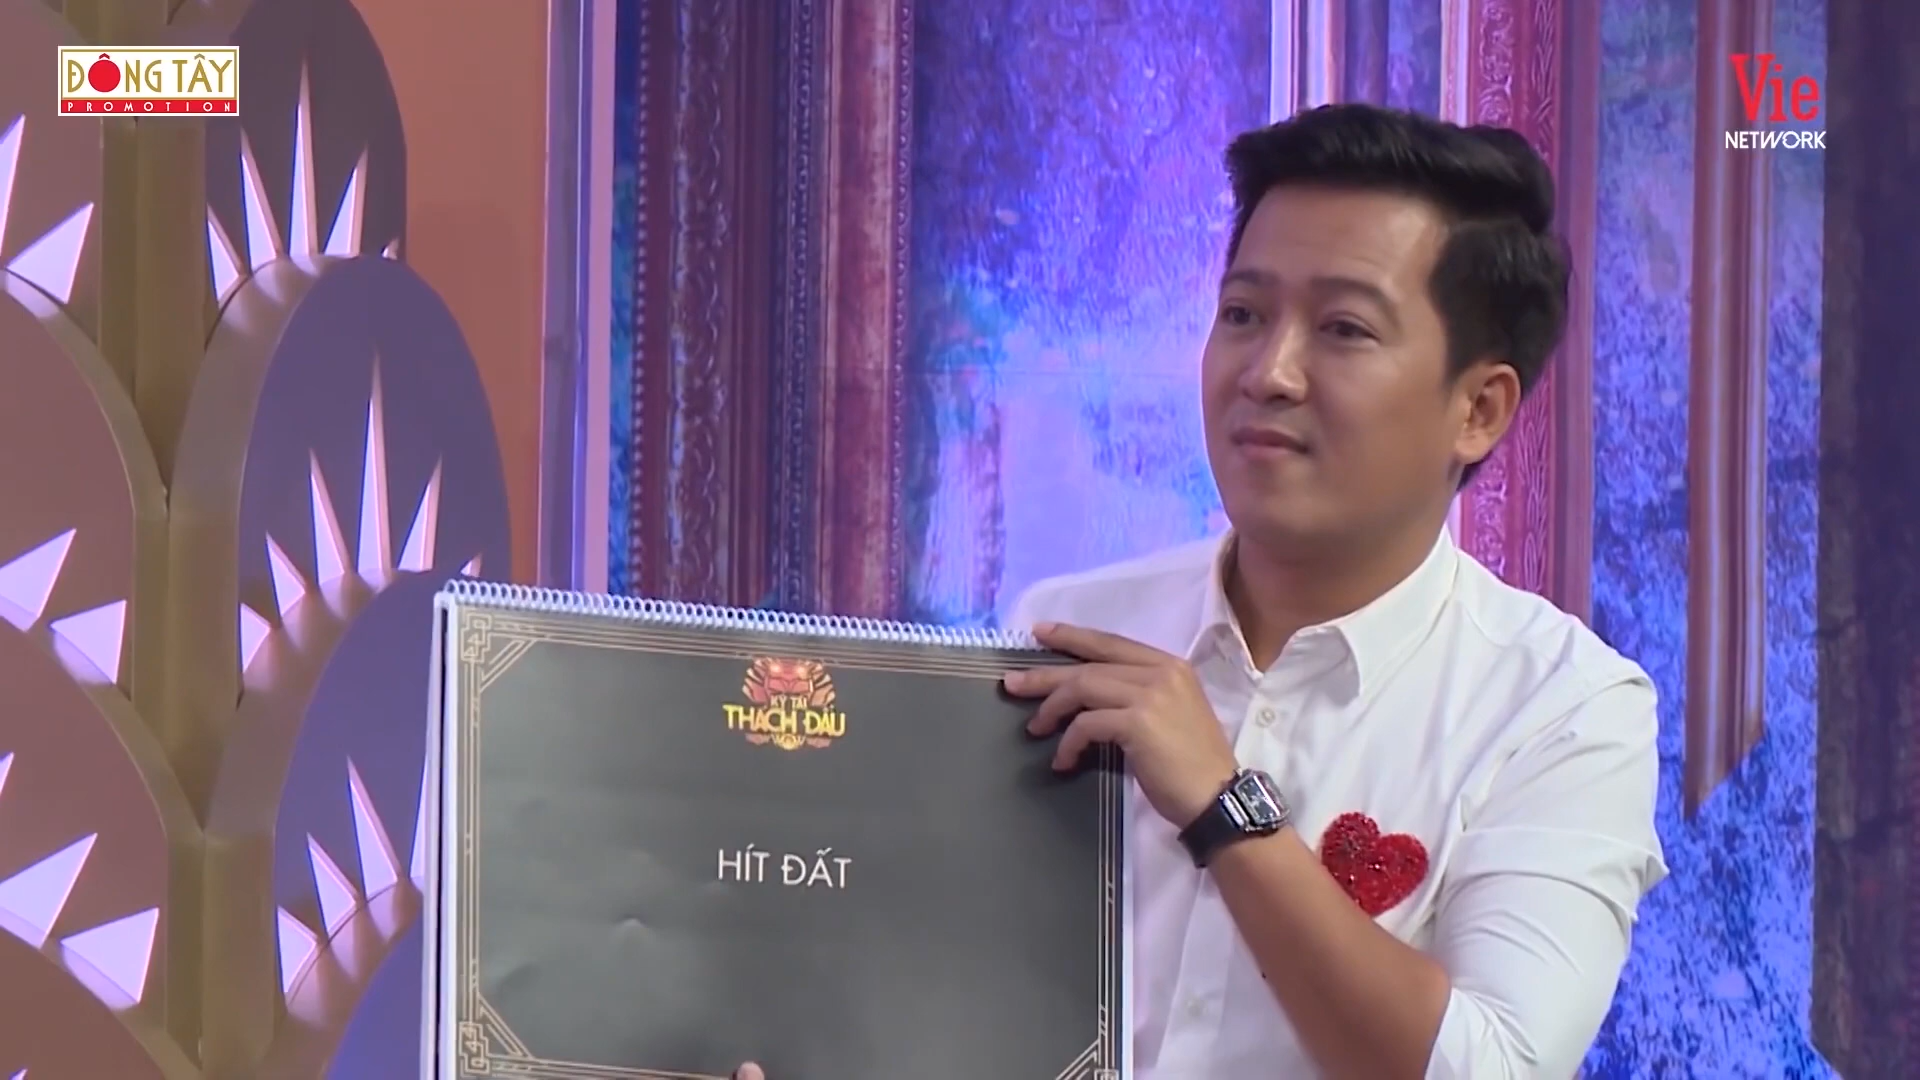 ĐÔNG TÂY
PROMOTION
Vie
NETWORK
KỲ TÀI
THÁCH ĐẤU
HÍT ĐẤT